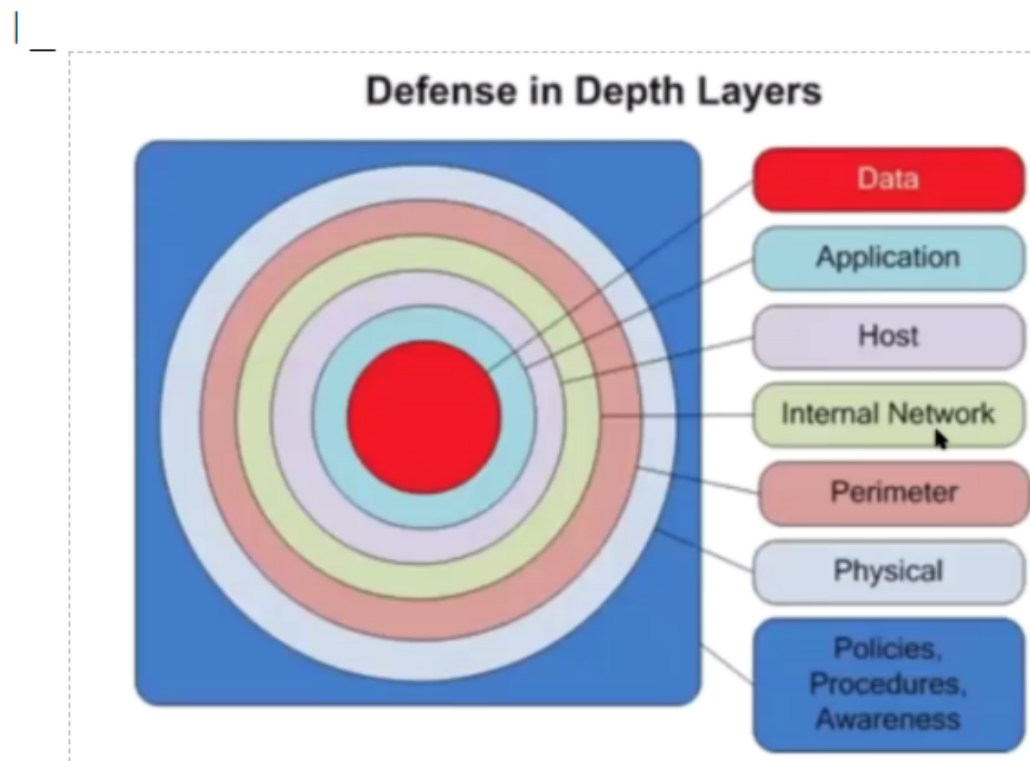 Defense in Depth Layers
Data
Application
Host
Internal Network
Perimeter
Physical
Policies,
Procedures,
Awareness